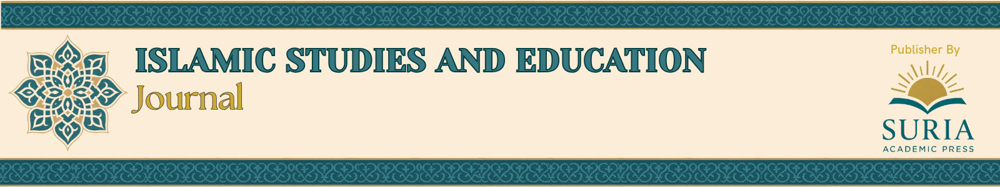 ISLAMIC STUDIES AND EDUCATION
Journal
Publisher By
SURIA
ACADEMIC PRESS